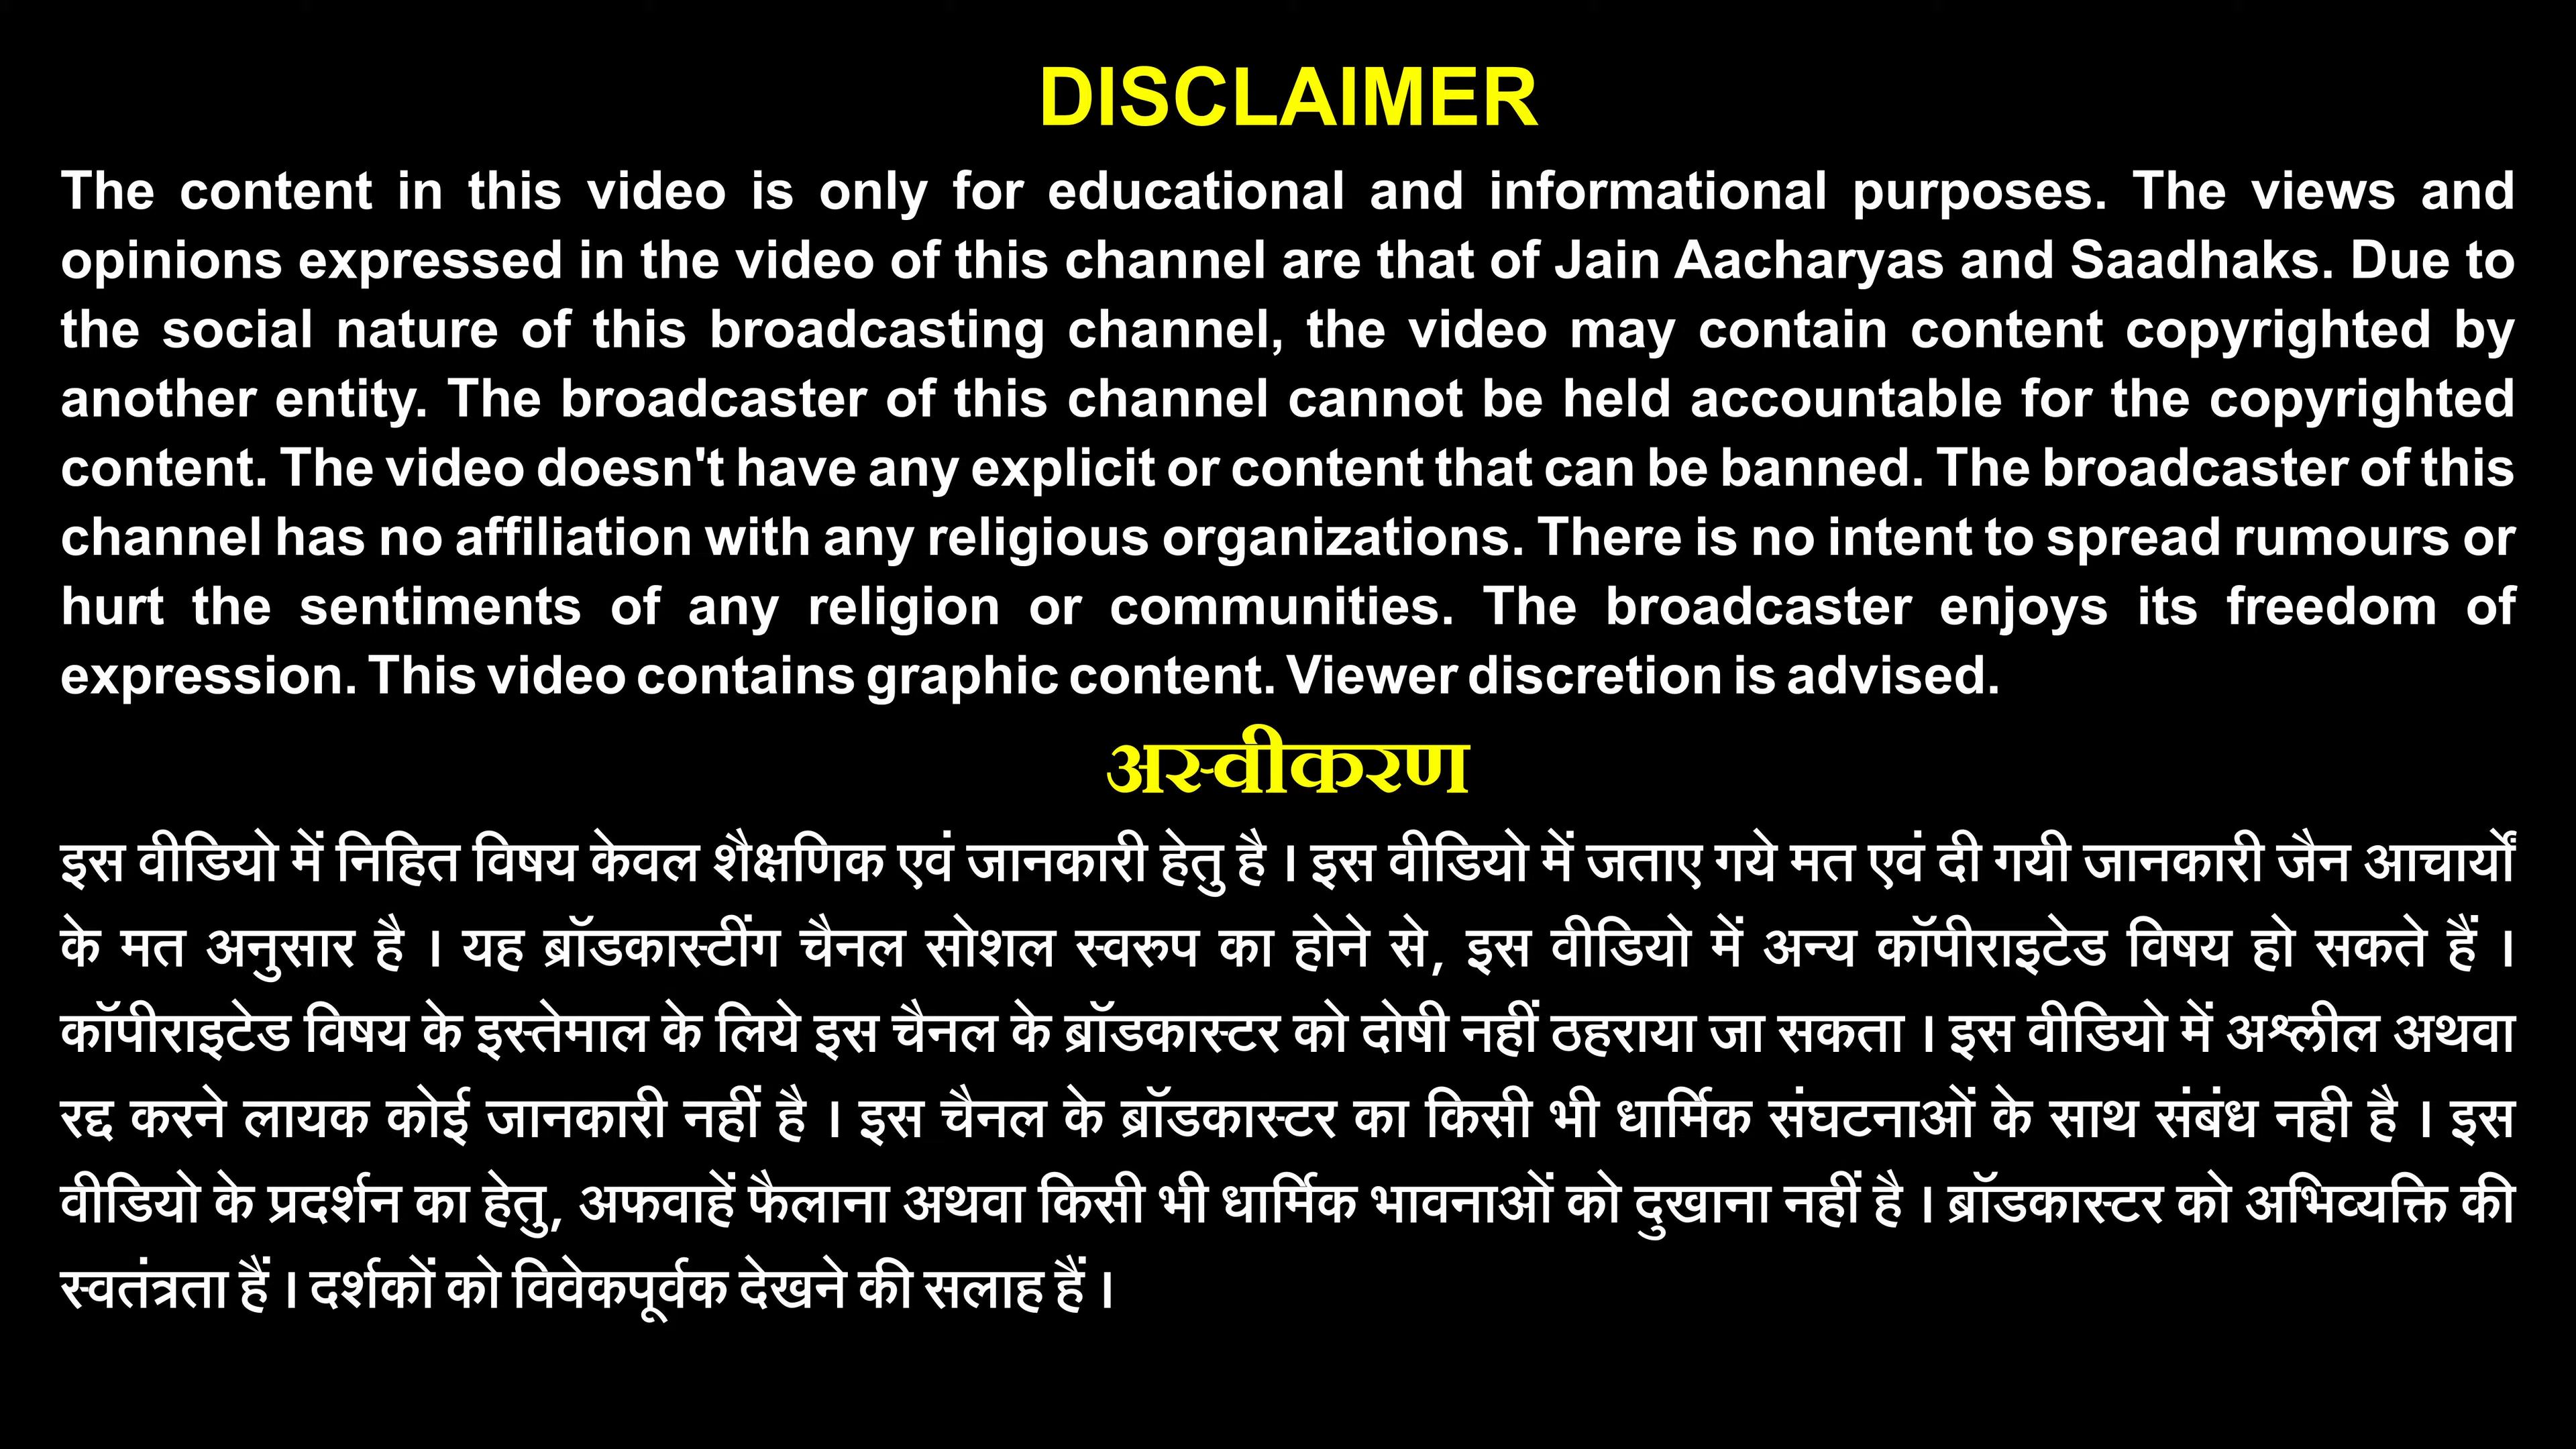 DISCLAIMER
The content in this video is only for educational and informational purposes. The views and
opinions expressed in the video of this channel are that of Jain Aacharyas and Saadhaks. Due to
the social nature of this broadcasting channel, the video may contain content copyrighted by
another entity. The broadcaster of this channel cannot be held accountable for the copyrighted
content. The video doesn't have any explicit or content that can be banned. The broadcaster of this
channel has no affiliation with any religious organizations. There is no intent to spread rumours or
hurt the sentiments of any religion or communities. The broadcaster enjoys its freedom of
expression. This video contains graphic content. Viewer discretion is advised.
अस्वीकरण
इस वीडियो में निहित विषय केवल शैक्षणिक एवं जानकारी हेतु है । इस वीडियो में जताए गये मत एवं दी गयी जानकारी जैन आचार्यों
के मत अनुसार है । यह ब्रॉडकास्टींग चैनल सोशल स्वरुप का होने से, इस वीडियो में अन्य कॉपीराइटेड विषय हो सकते हैं ।
कॉपीराइटेड विषय के इस्तेमाल के लिये इस चैनल के ब्रॉडकास्टर को दोषी नहीं ठहराया जा सकता । इस वीडियो में अश्लील अथवा
रद्द करने लायक कोई जानकारी नहीं है । इस चैनल के ब्रॉडकास्टर का किसी भी धार्मिक संघटनाओं के साथ संबंध नही है । इस
वीडियो के प्रदर्शन का हेतु, अफवाहें फैलाना अथवा किसी भी धार्मिक भावनाओं को दुखाना नहीं है । ब्रॉडकास्टर को अभिव्यक्ति की
स्वतंत्रता हैं । दर्शकों को विवेकपूर्वक देखने की सलाह हैं ।